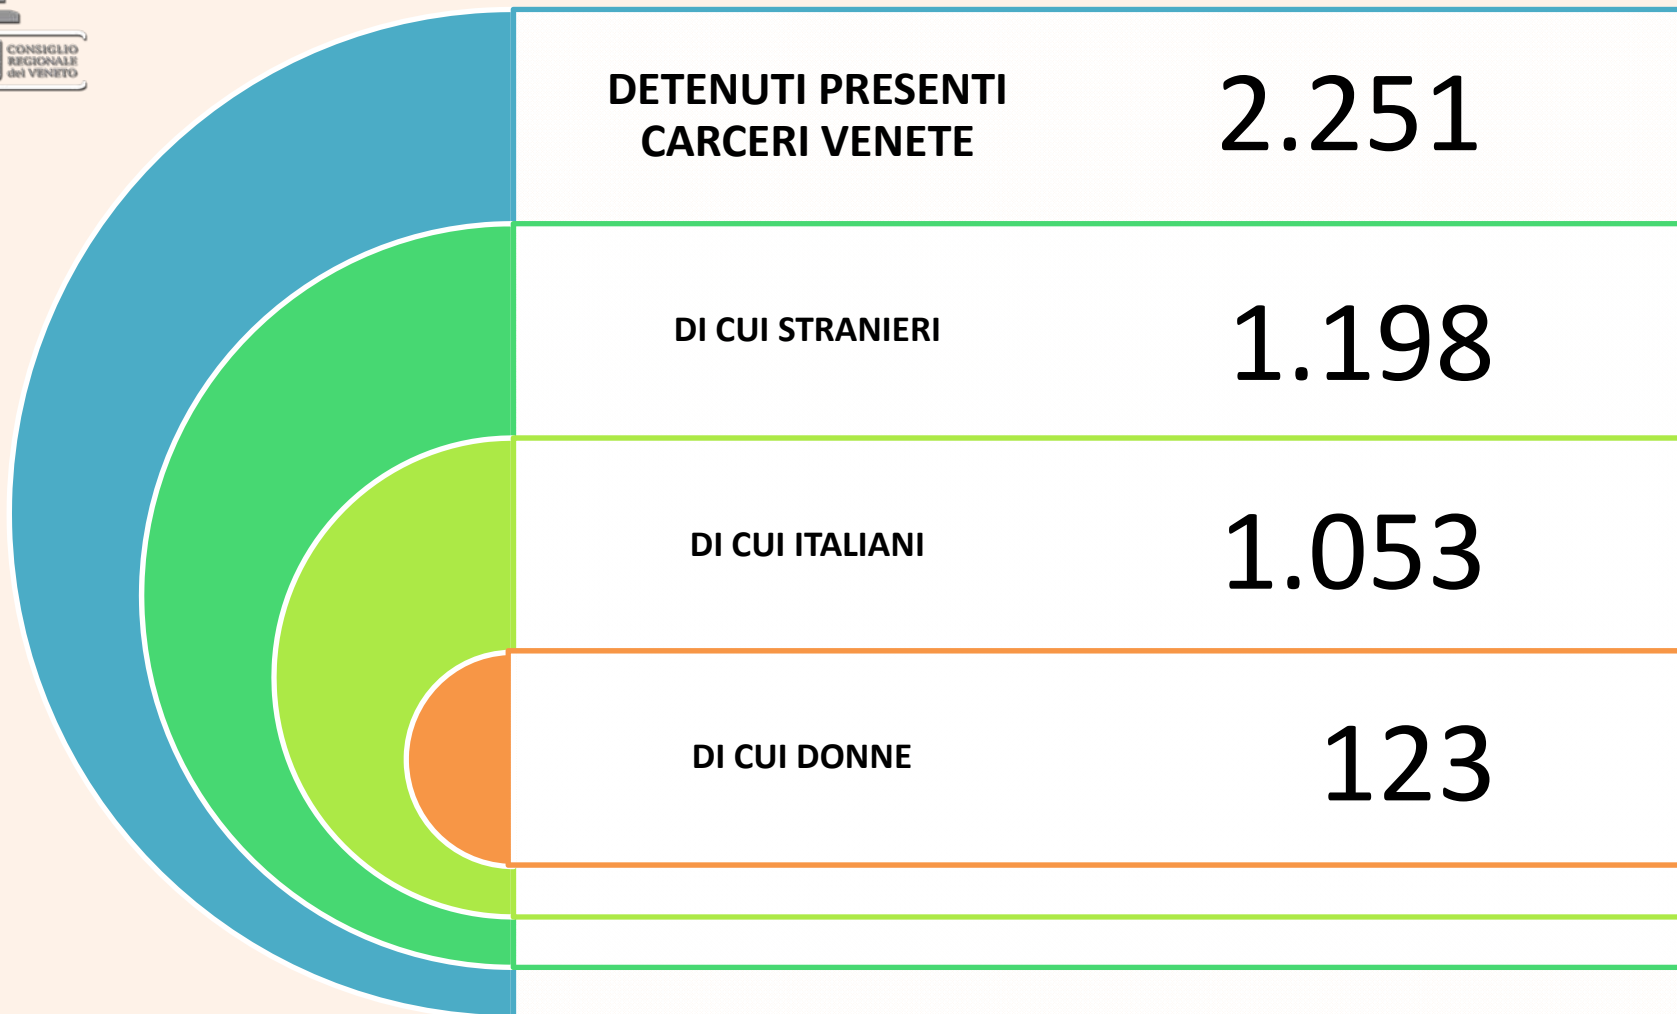 CONSIGLIO
REGIONALE
del VENETO
DETENUTI PRESENTI
CARCERI VENETE
2.251
DI CUI STRANIERI
1.198
DI CUI ITALIANI
1.053
DI CUI DONNE
123